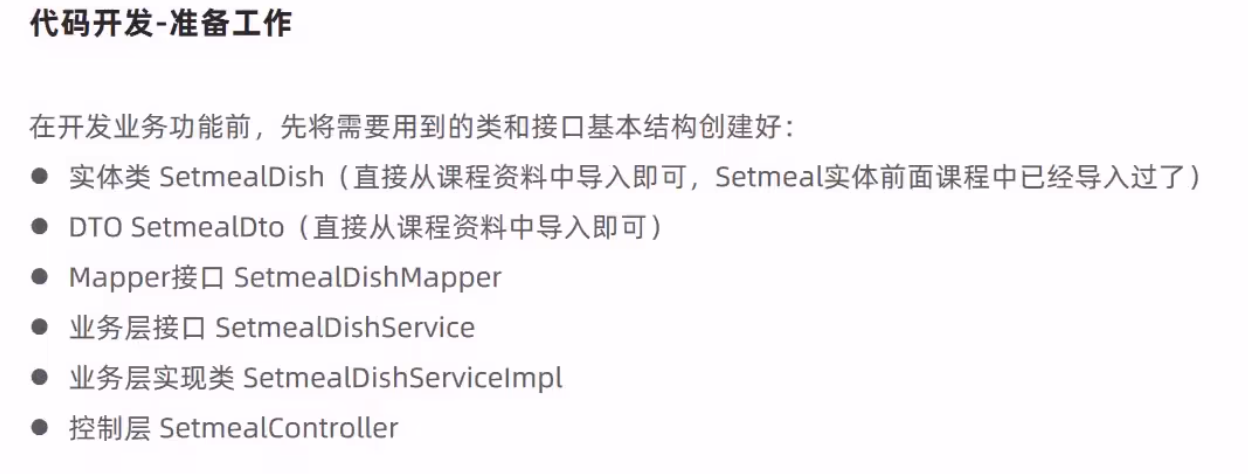 代码开发-准备工作
在开发业务功能前，先将需要用到的类和接口基本结构创建好：
● 实体类 SetmealDish（直接从课程资料中导入即可，Setmeal实体前面课程中已经导入过了）
● DTO SetmealDto（直接从课程资料中导入即可）
● Mapper接口 SetmealDishMapper
● 业务层接口 SetmealDishService
● 业务层实现类 SetmealDishServiceImpl
● 控制层 SetmealController